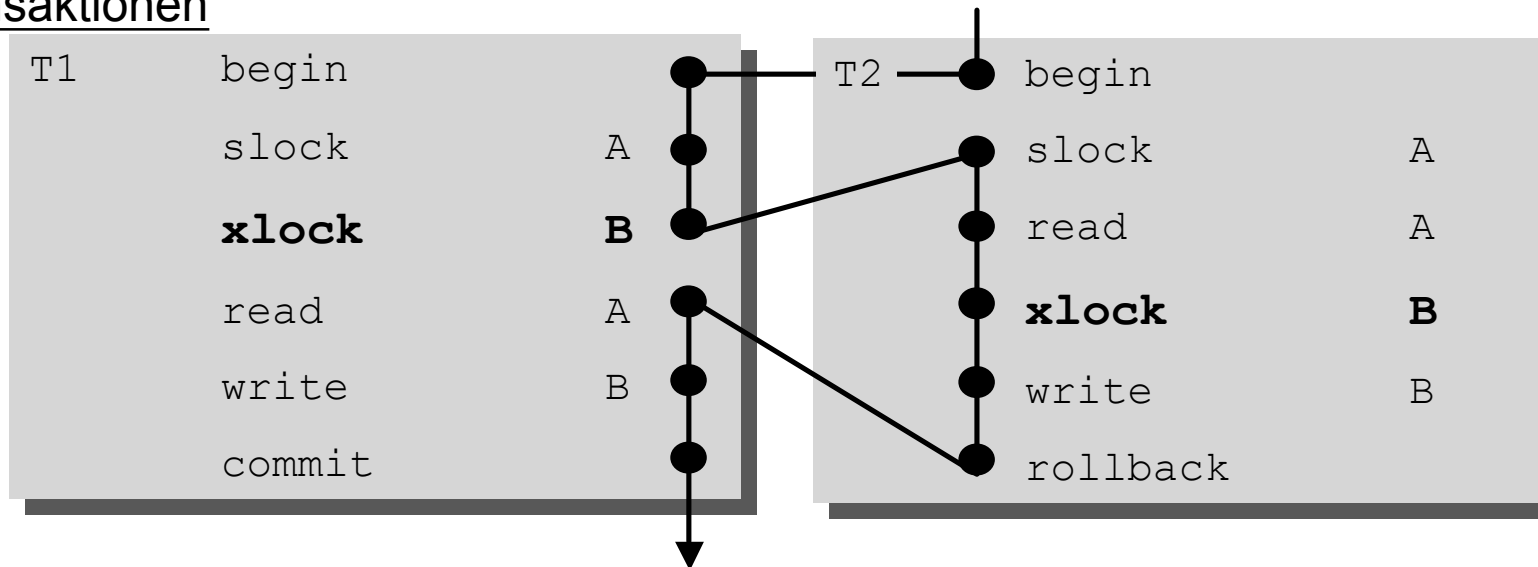 saktionen
T1 begin
slock A
xlock B
read A
write B
commit
T2 begin
slock A
read A
xlock B
write B
rollback